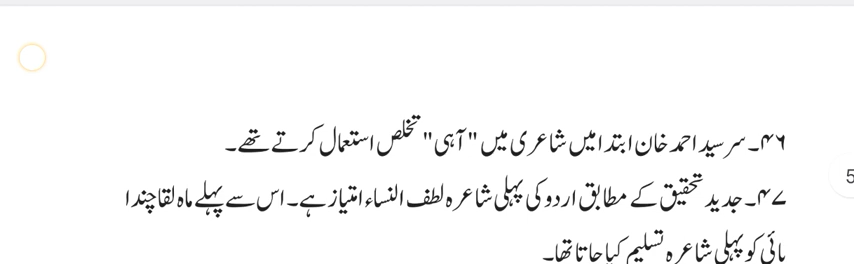 ۴۶۔ سر سید احمد خان ابتدا میں شاعری میں "آہی" تخلص استعمال کرتے تھے۔
۴۷۔ جدید تحقیق کے مطابق اردو کی پہلی شاعرہ لطف النساء امتیاز ہے۔ اس سے پہلے ماہ لقا چندا
بائی کو پہلی شاعرہ تسلیم کیا جاتا تھا۔
5